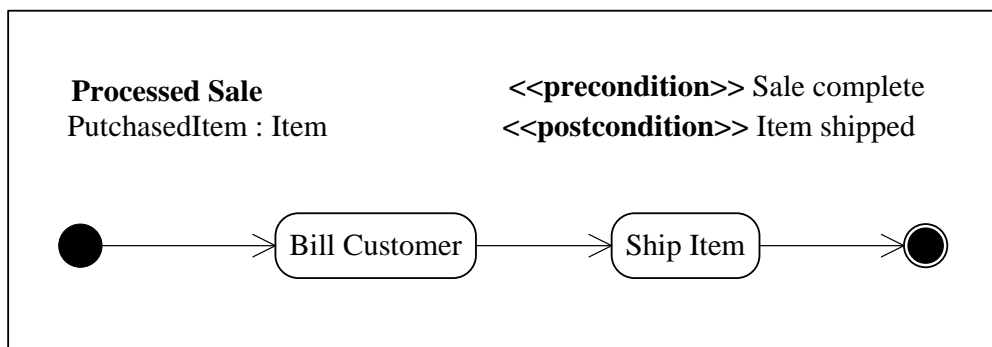 Processed Sale
PutchasedItem : Item
<<precondition>> Sale complete
<<postcondition>> Item shipped
Bill Customer
Ship Item